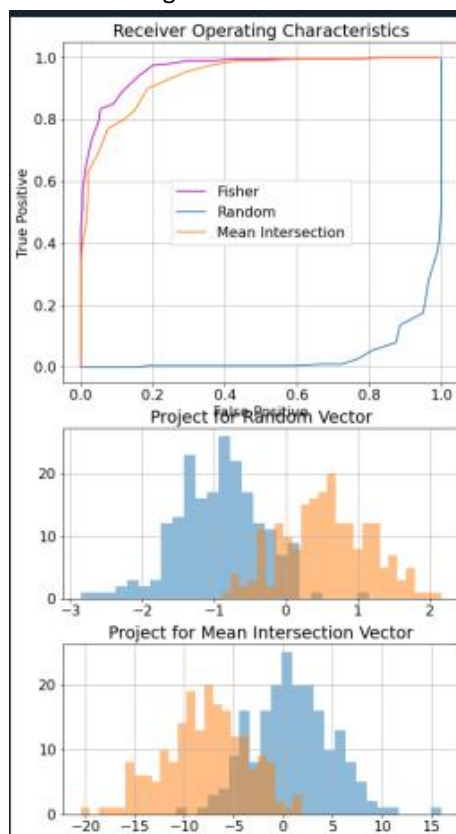 Receiver Operating Characteristics
True Positive
1.0
0.8
0.6
0.4
0.2
0.0
Fisher
Random
Mean Intersection
0.0 0.2 0.4 0.6 0.8 1.0
False Positive
Project for Random Vector
20
10
0
−3 −2 −1 0 1 2
Project for Mean Intersection Vector
20
10
0
−20 −15 −10 −5 0 5 10 15